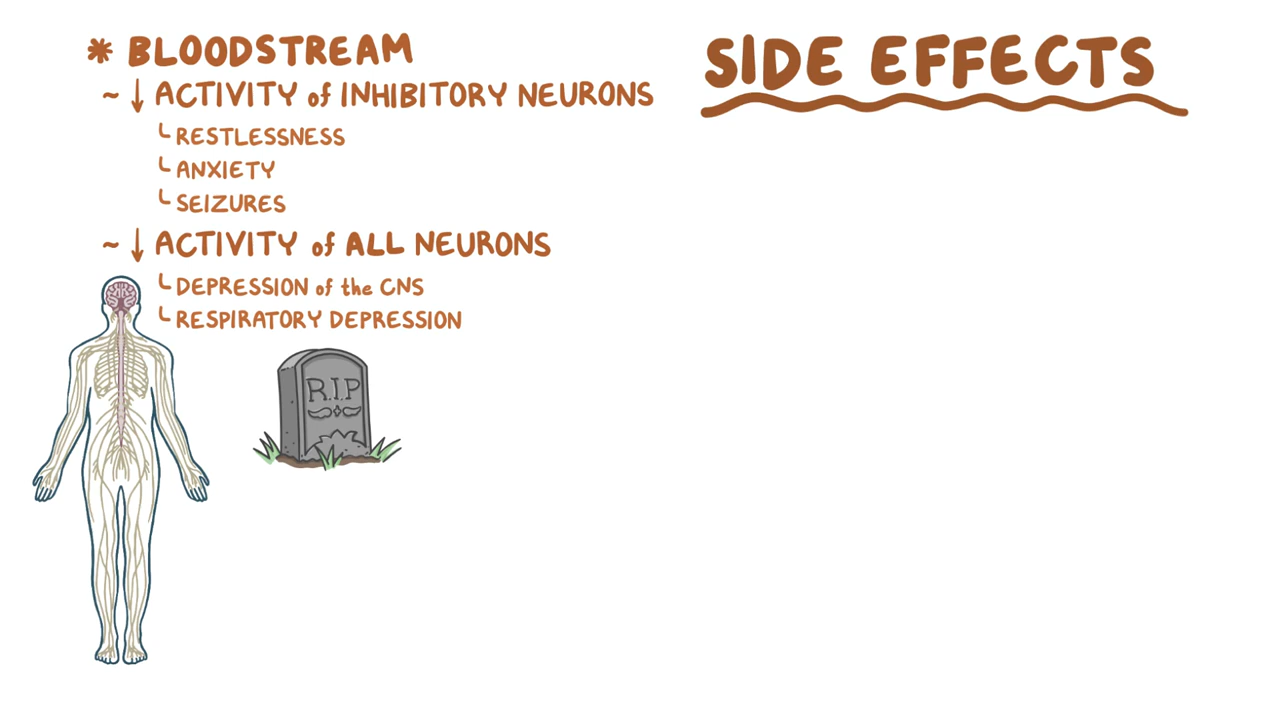 * BLOODSTREAM
SIDE EFFECTS
~ ↓ ACTIVITY of INHIBITORY NEURONS
RESTLESSNESS
ANXIETY
SEIZURES
~ ↓ ACTIVITY of ALL NEURONS
DEPRESSION of the CNS
RESPIRATORY DEPRESSION
R.I.P